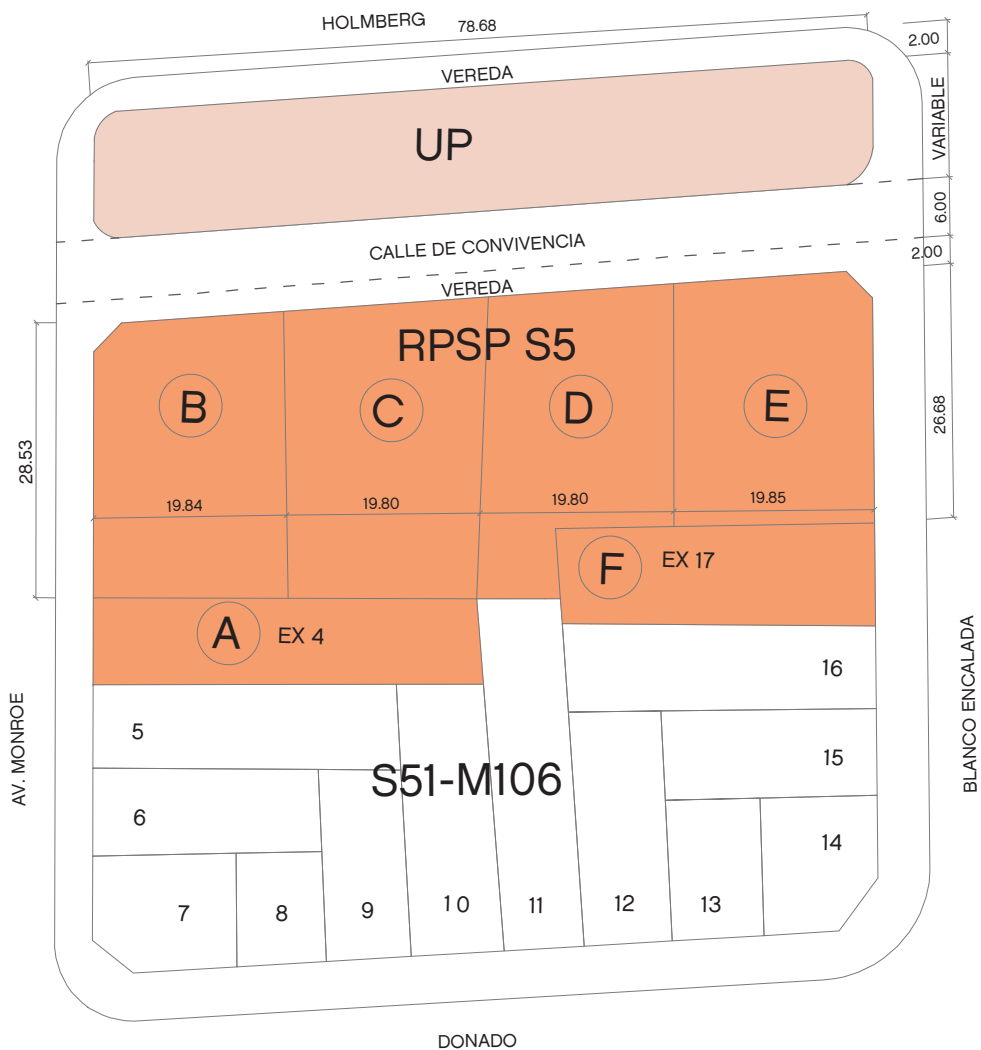 HOLMBERG
78.68
2.00
VEREDA
VARIABLE
UP
6.00
CALLE DE CONVIVENCIA
2.00
VEREDA
RPSP S5
B
C
D
E
28.53
26.68
19.84
19.80
19.80
19.85
F
EX 17
A
EX 4
16
AV. MONROE
BLANCO ENCALADA
5
15
S51-M106
6
14
7
8
9
10
11
12
13
DONADO